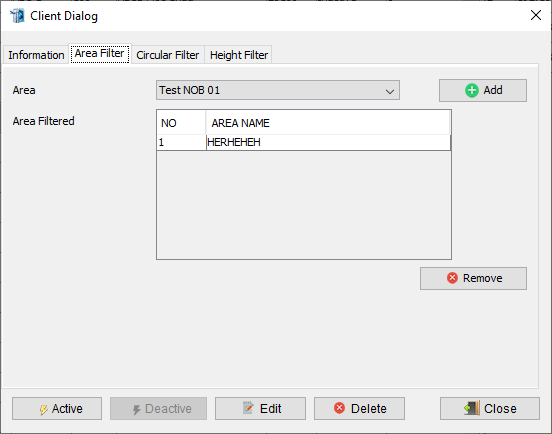 Client Dialog
Information Area Filter Circular Filter Height Filter
Area Test NOB 01 Add
Area Filtered
NO AREA NAME
1 HERHEHEH
Remove
Active Deactive Edit Delete Close